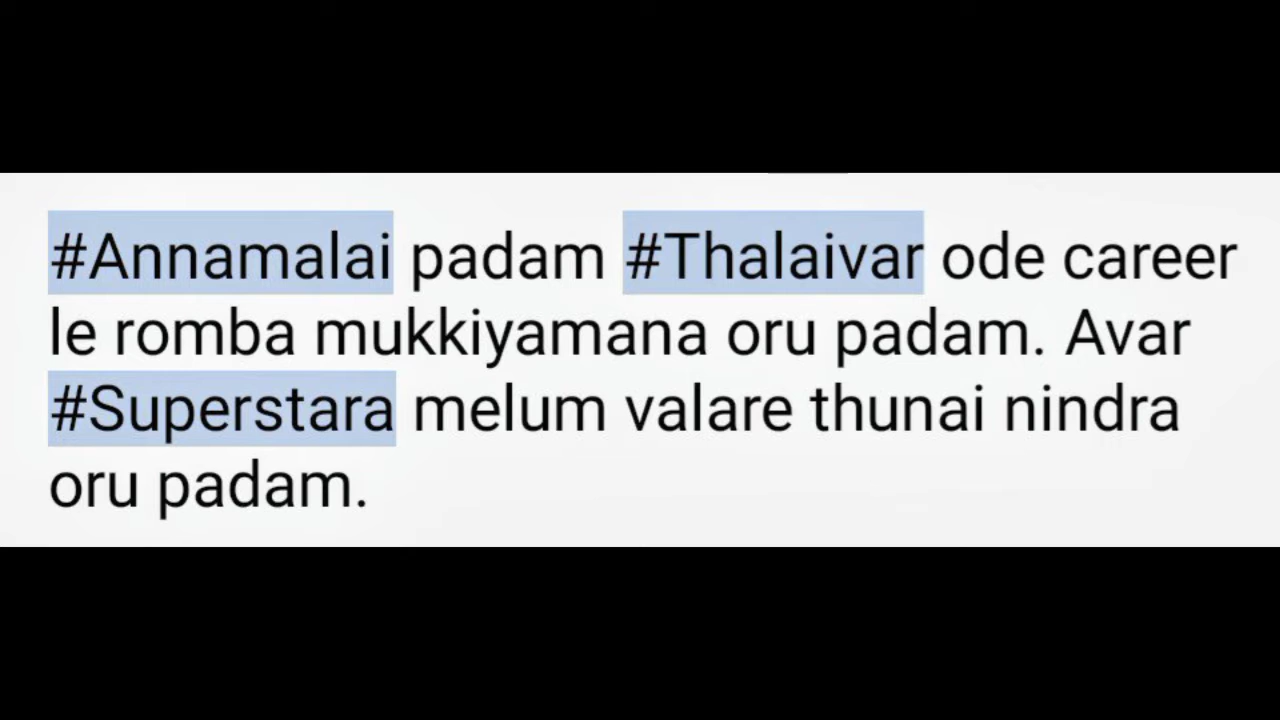 #Annamalai padam #Thalaivar ode career
le romba mukkiyamana oru padam. Avar
#Superstara melum valare thunai nindra
oru padam.